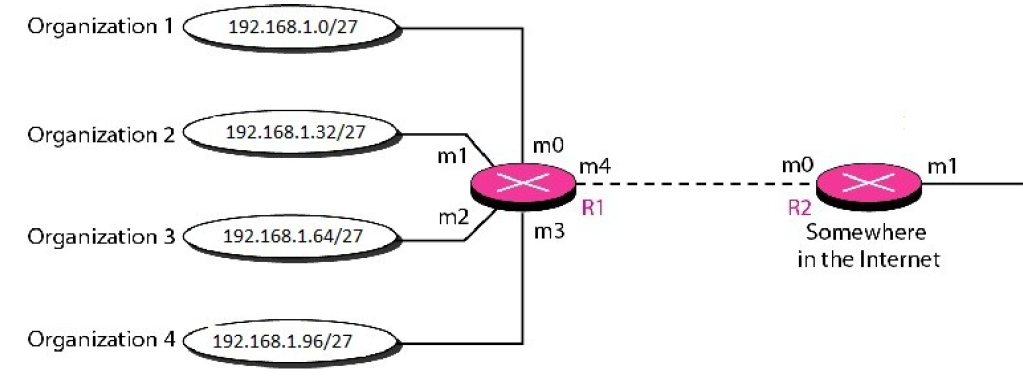 Organization 1
192.168.1.0/27
Organization 2
192.168.1.32/27
m1
m0
m4
R1
m0
m1
R2
Somewhere
in the Internet
Organization 3
192.168.1.64/27
m2
m3
Organization 4
192.168.1.96/27